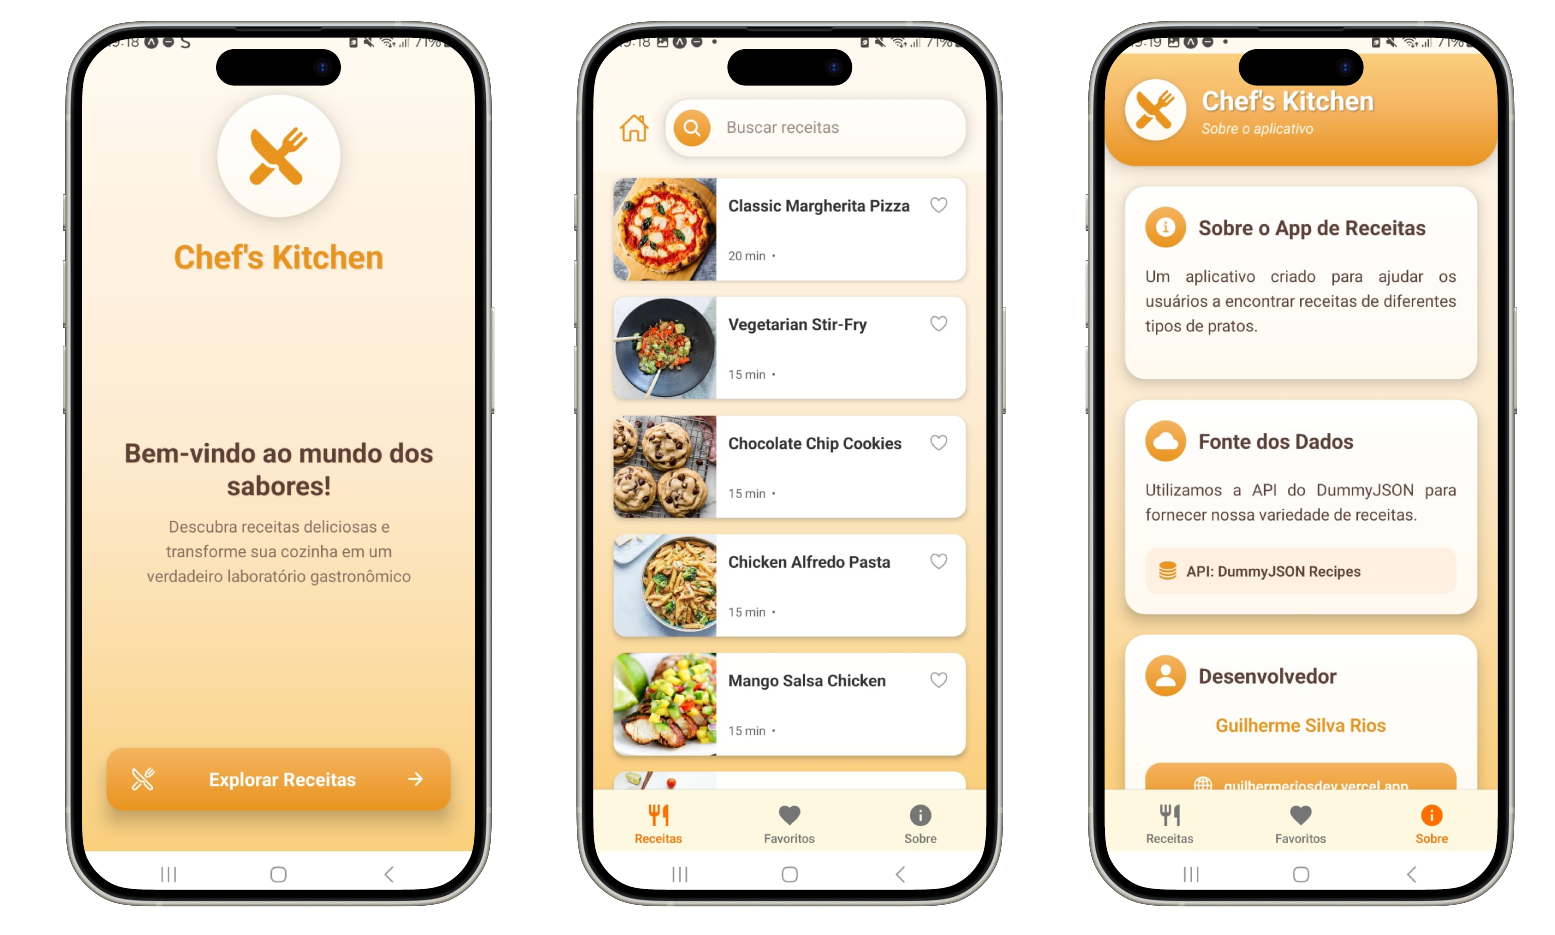 19:18 S 71%
Chef's Kitchen
Bem-vindo ao mundo dos
sabores!
Descubra receitas deliciosas e
transforme sua cozinha em um
verdadeiro laboratório gastronômico
Explorar Receitas
19:18 71%
Buscar receitas
Classic Margherita Pizza
20 min •
Vegetarian Stir-Fry
15 min •
Chocolate Chip Cookies
15 min •
Chicken Alfredo Pasta
15 min •
Mango Salsa Chicken
15 min •
Receitas Favoritos Sobre
19:19 71%
Chef's Kitchen
Sobre o aplicativo
Sobre o App de Receitas
Um aplicativo criado para ajudar os
usuários a encontrar receitas de diferentes
tipos de pratos.
Fonte dos Dados
Utilizamos a API do DummyJSON para
fornecer nossa variedade de receitas.
API: DummyJSON Recipes
Desenvolvedor
Guilherme Silva Rios
guilhermeriosdev.vercel.app
Receitas Favoritos Sobre